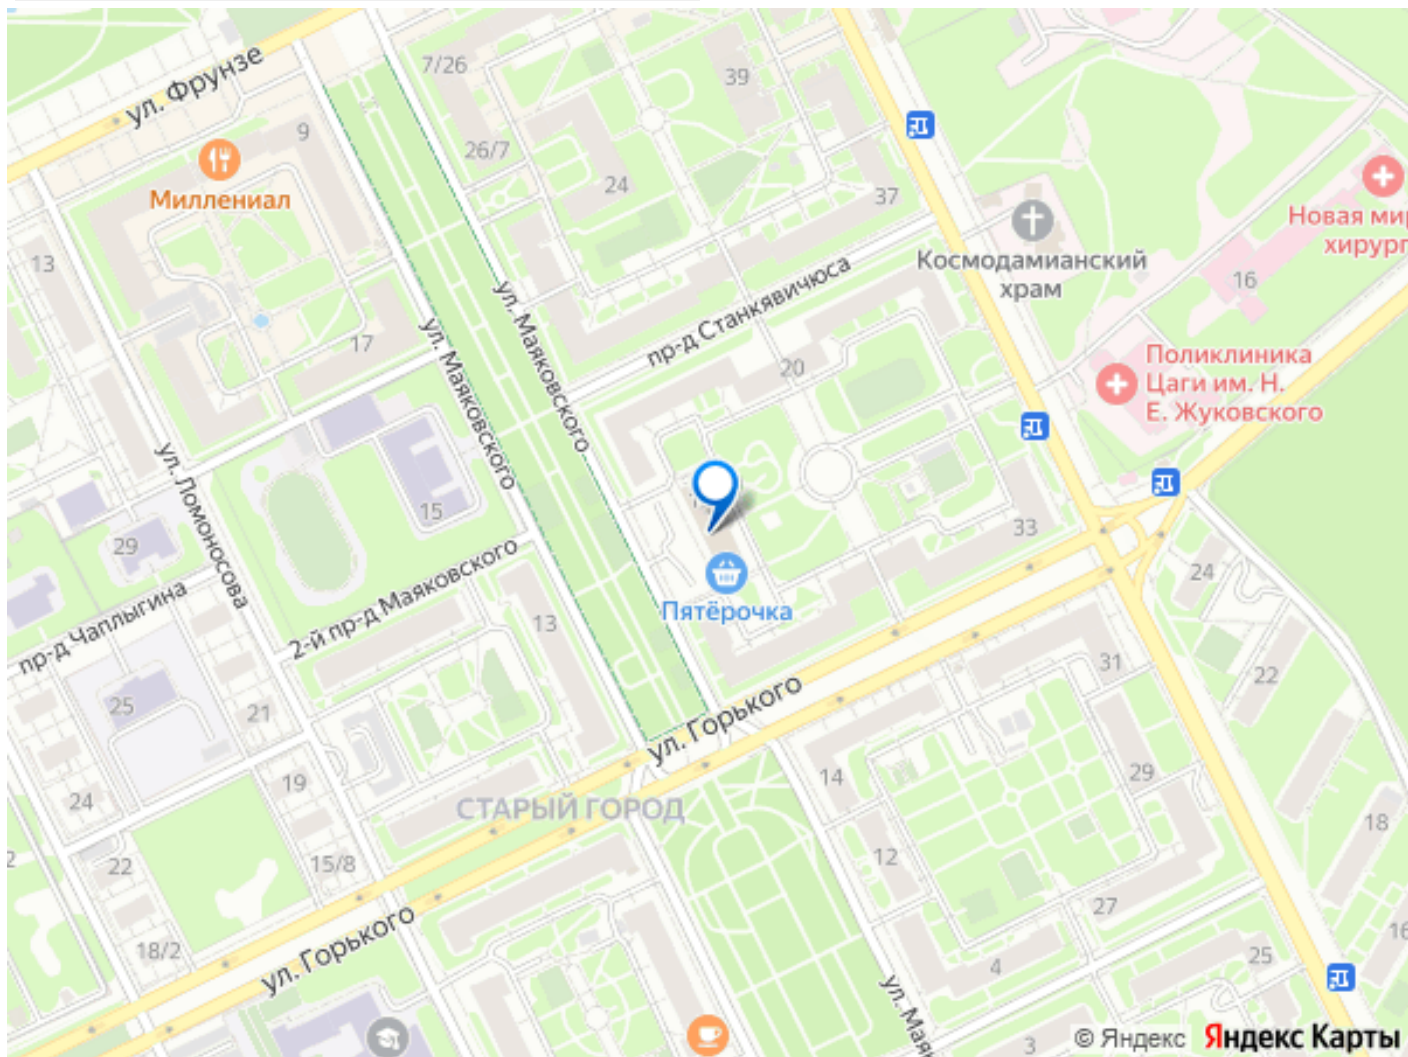 ул. Фрунзе
7/26
39
9
26/7
24
37
Миллениал
13
Новая мир
хирург
Космодамианский
храм
16
ул. Маяковского
пр-д Станкявичюса
17
ул. Маяковского
20
Поликлиника
Цаги им. Н.
Е. Жуковского
ул. Ломоносова
15
29
33
2-й пр-д Маяковского
пр-д Чаплыгина
Пятёрочка
24
13
31
22
25
21
ул. Горького
14
29
19
24
СТАРЫЙ ГОРОД
18
22
15/8
12
27
18/2
ул. Горького
4
25
16
ул. Мая
3
© Яндекс Яндекс Карты